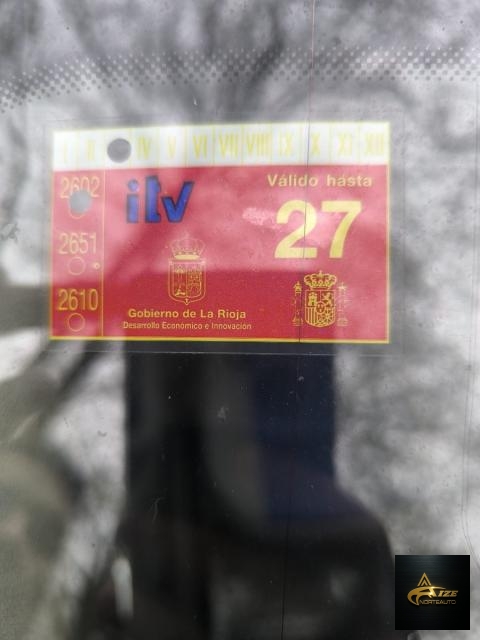 I II IV V VI VII VIII IX X XI XII
2602
itv
Válido hasta
27
2651
2610
Gobierno de La Rioja
Desarrollo Económico e Innovación
IZE
NORTEAUTO